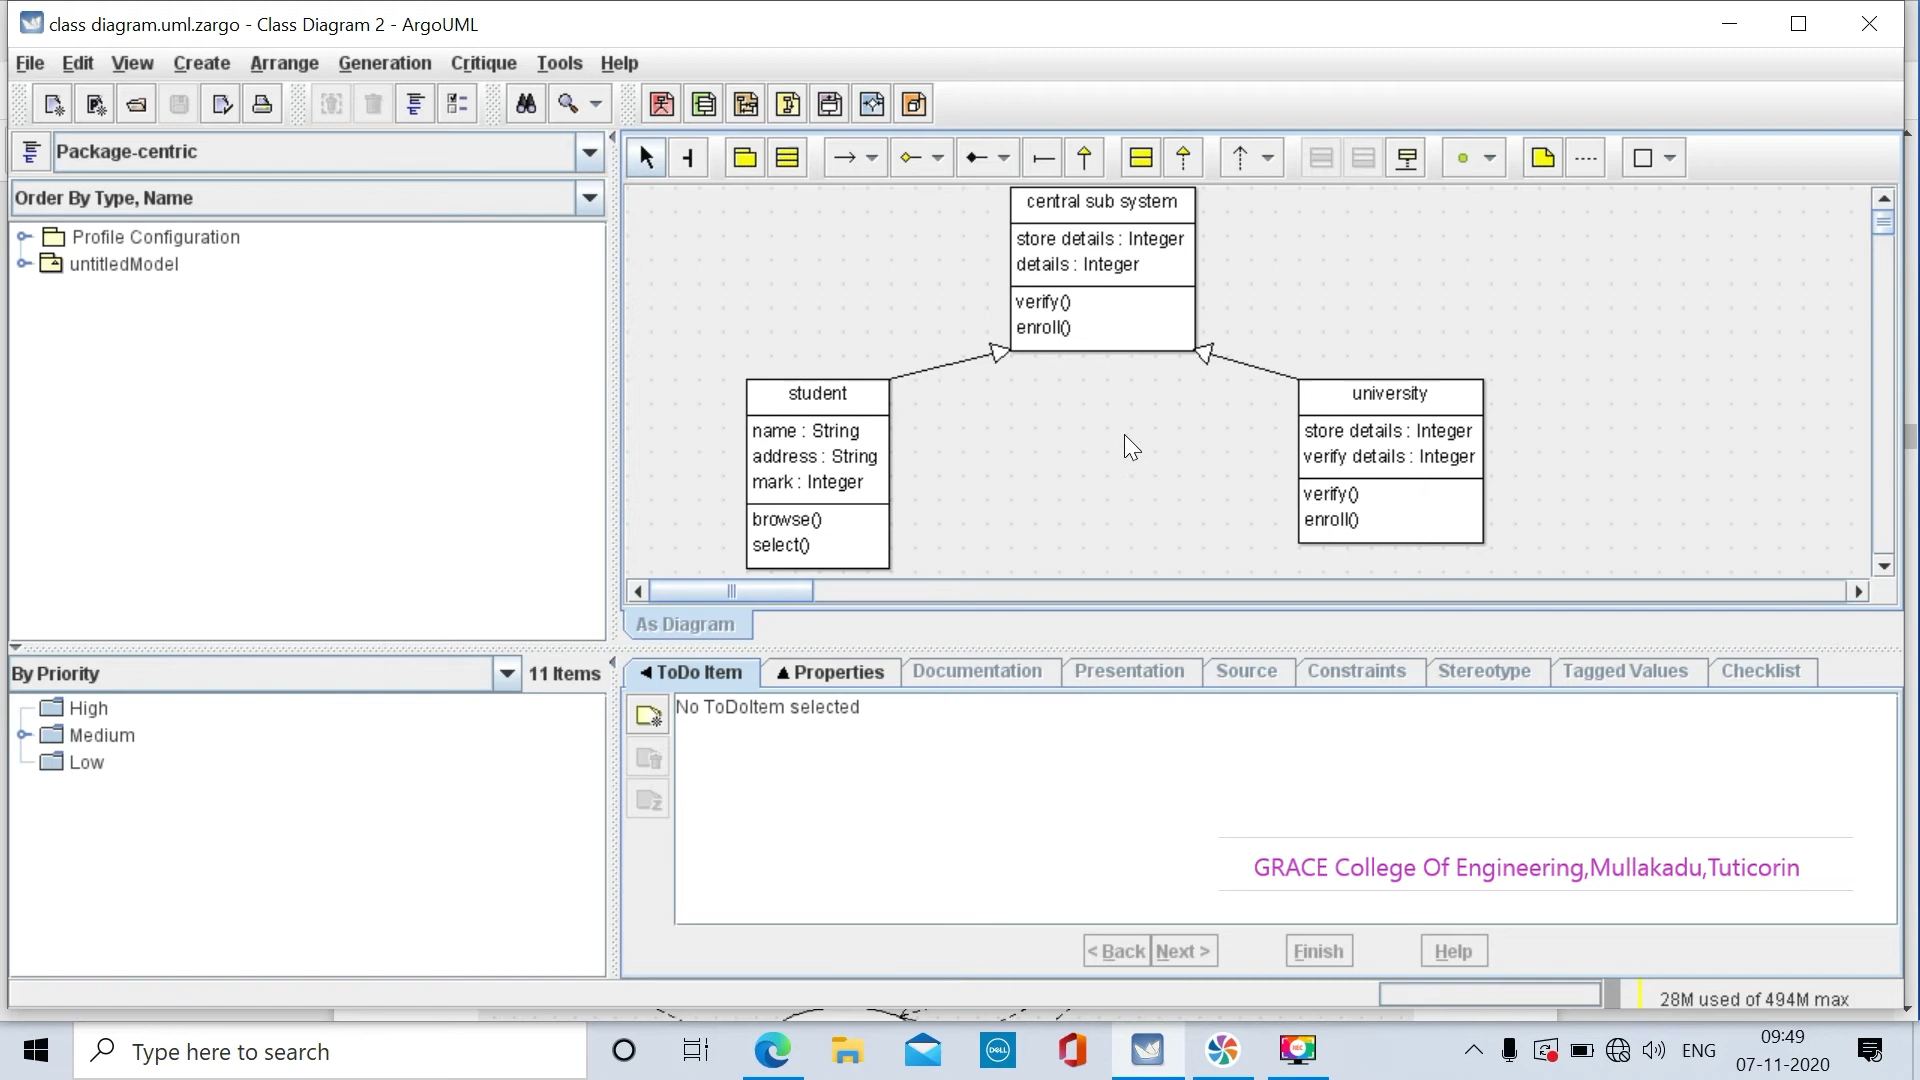 class diagram.uml.zargo - Class Diagram 2 - ArgoUML
File Edit View Create Arrange Generation Critique Tools Help
Package-centric
Order By Type, Name
Profile Configuration
untitledModel
central sub system
store details : Integer
details : Integer
verify()
enroll()
student
name : String
address : String
mark : Integer
browse()
select()
university
store details : Integer
verify details : Integer
verify()
enroll()
As Diagram
By Priority
11 Items
High
Medium
Low
ToDo Item
Properties
Documentation
Presentation
Source
Constraints
Stereotype
Tagged Values
Checklist
No ToDoItem selected
GRACE College Of Engineering,Mullakadu,Tuticorin
< Back
Next >
Finish
Help
28M used of 494M max
Type here to search
DELL
ENG
09:49
07-11-2020